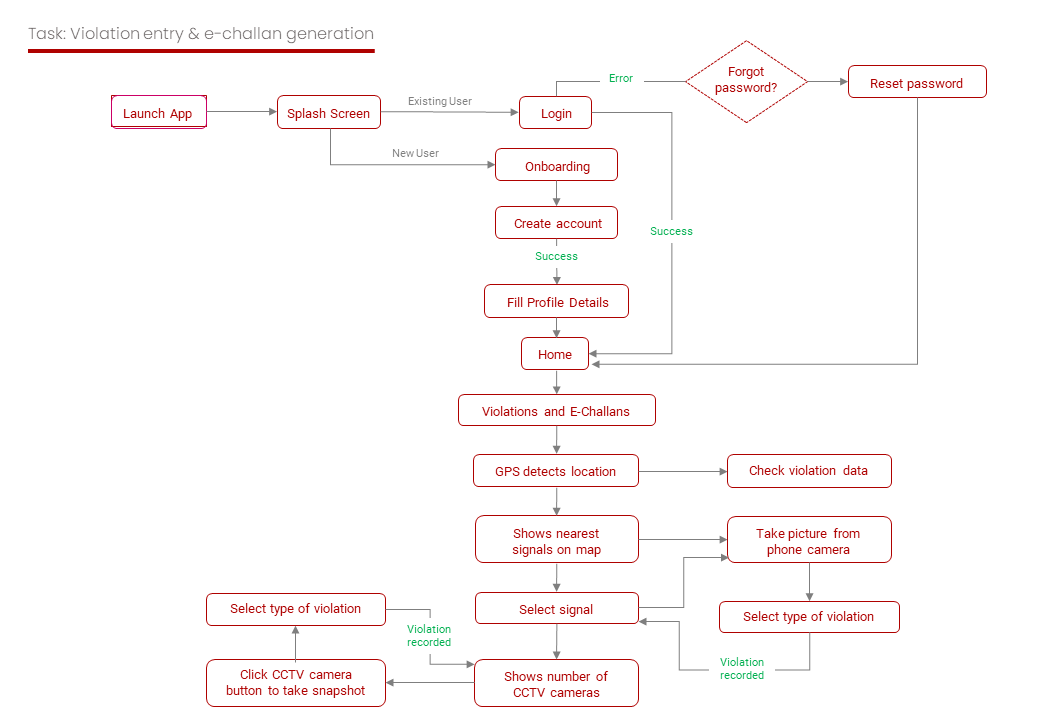 Task: Violation entry & e-challan generation
Launch App
Splash Screen
Existing User
New User
Login
Error
Forgot
password?
Reset password
Onboarding
Create account
Success
Success
Fill Profile Details
Home
Violations and E-Challans
GPS detects location
Check violation data
Shows nearest
signals on map
Take picture from
phone camera
Select signal
Select type of violation
Violation
recorded
Shows number of
CCTV cameras
Click CCTV camera
button to take snapshot
Select type of violation
Violation
recorded